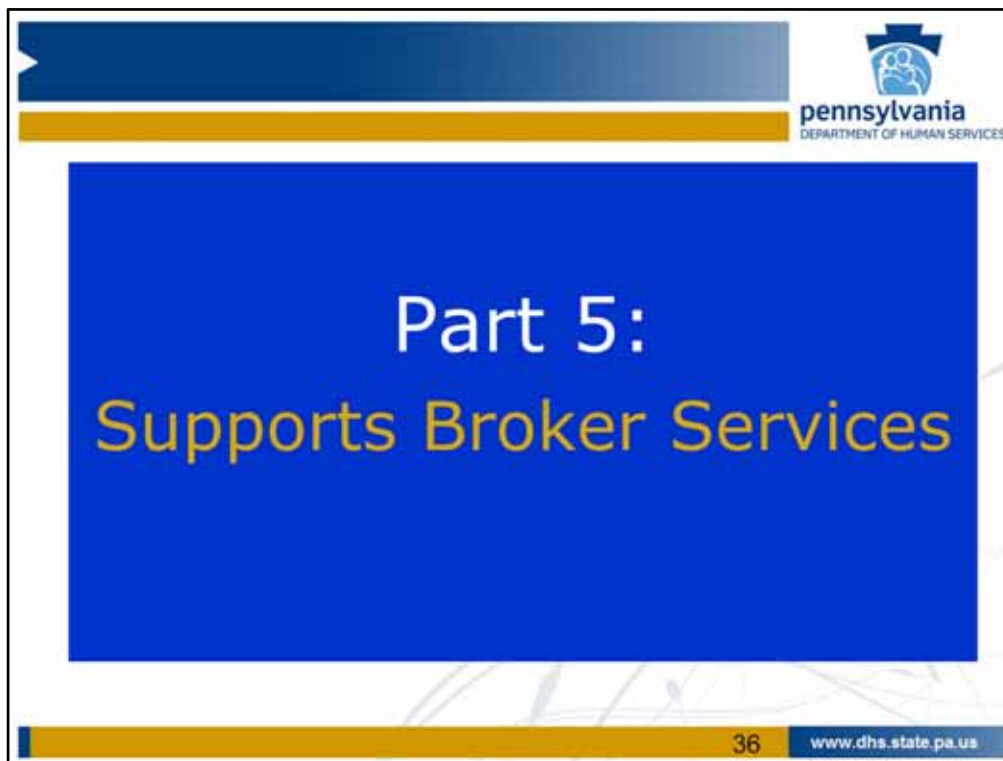 pennsylvania
DEPARTMENT OF HUMAN SERVICES
Part 5:
Supports Broker Services
36
www.dhs.state.pa.us